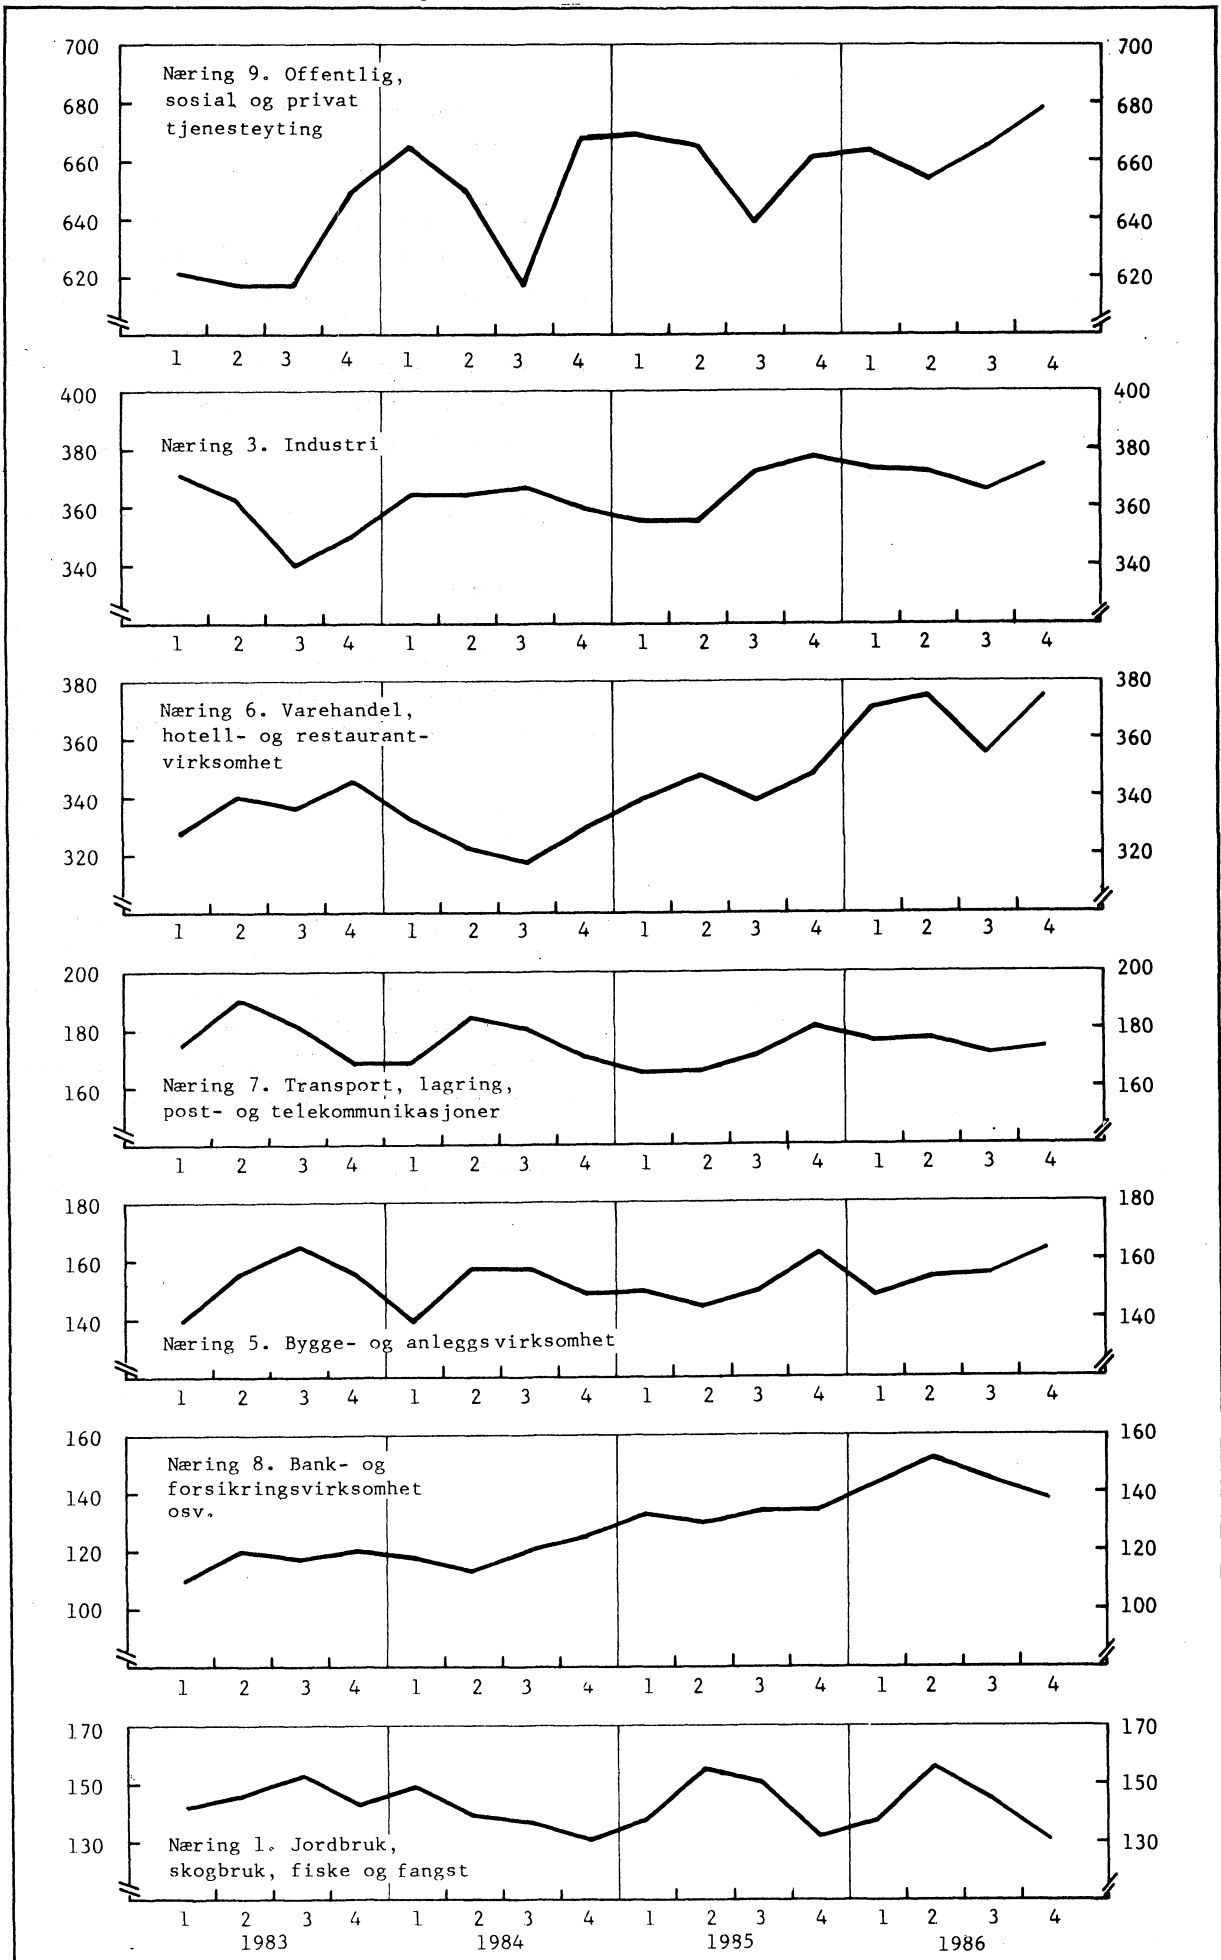 700 700
Næring 9. Offentlig,
sosial og privat
tjenesteyting
680 680
660 660
640 640
620 620
1 2 3 4 1 2 3 4 1 2 3 4 1 2 3 4
400 400
Næring 3. Industri
380 380
360 360
340 340
1 2 3 4 1 2 3 4 1 2 3 4 1 2 3 4
380 380
Næring 6. Varehandel,
hotell- og restaurant-
virksomhet
360 360
340 340
320 320
1 2 3 4 1 2 3 4 1 2 3 4 1 2 3 4
200 200
180 180
160 160
Næring 7. Transport, lagring,
post- og telekommunikasjoner
1 2 3 4 1 2 3 4 1 2 3 4 1 2 3 4
180 180
160 160
140 140
Næring 5. Bygge- og anleggsvirksomhet
1 2 3 4 1 2 3 4 1 2 3 4 1 2 3 4
160 160
Næring 8. Bank- og
forsikringsvirksomhet
osv.
140 140
120 120
100 100
1 2 3 4 1 2 3 4 1 2 3 4 1 2 3 4
170 170
150 150
130 130
Næring 1. Jordbruk,
skogbruk, fiske og fangst
1 2 3 4 1 2 3 4 1 2 3 4 1 2 3 4
1983 1984 1985 1986